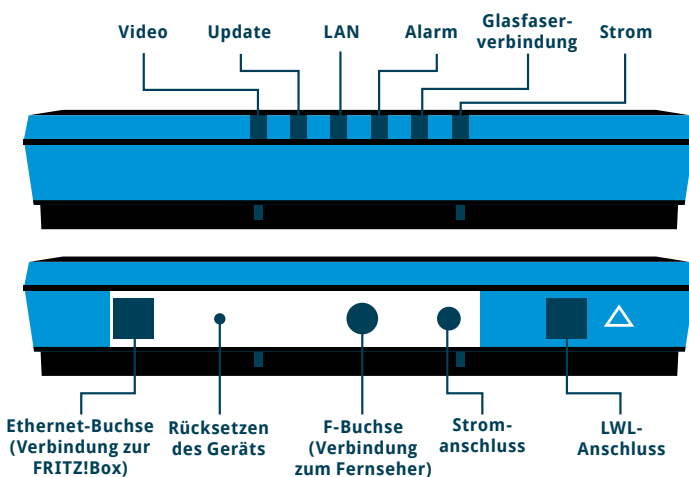 Video
Update
LAN
Alarm
Glasfaser-
verbindung
Strom
Ethernet-Buchse
(Verbindung zur
FRITZ!Box)
Rücksetzen
des Geräts
F-Buchse
(Verbindung
zum Fernseher)
Strom-
anschluss
LWL-
Anschluss